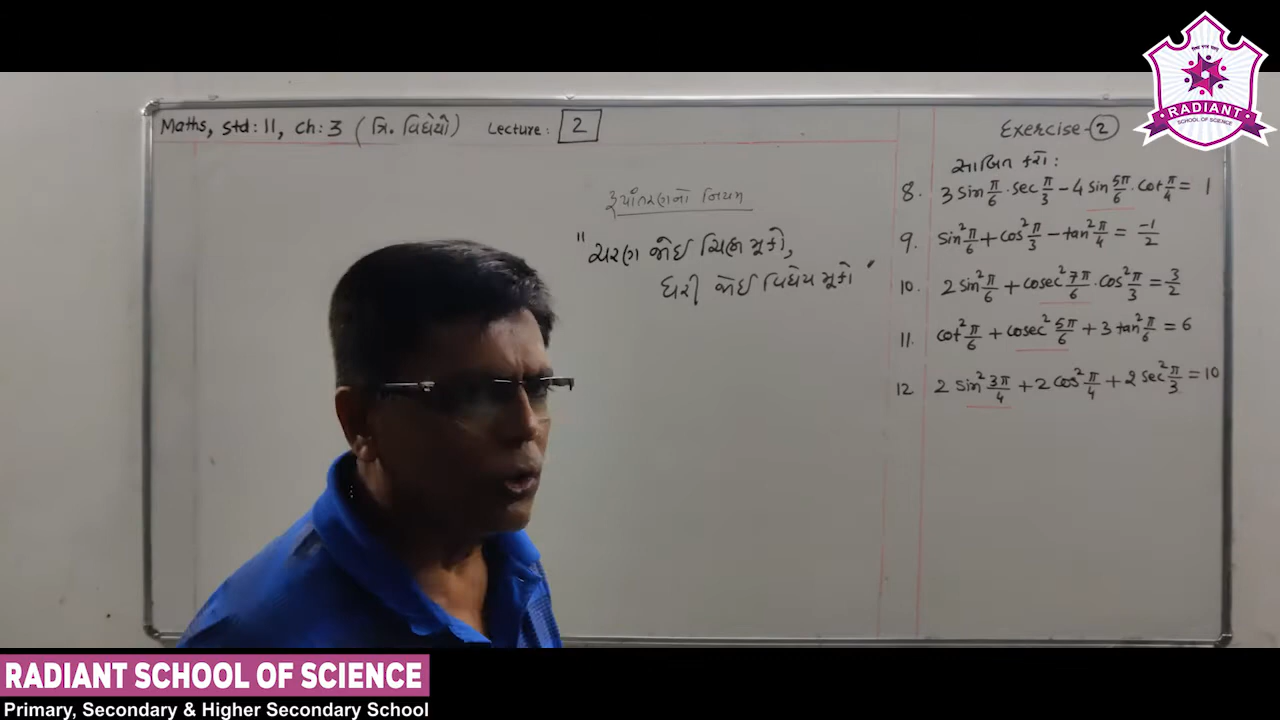 RADIANT
SCHOOL OF SCIENCE
Maths, Std: 11, Ch: 3 (ત્રિ. વિધેયો) Lecture: 2
Exercise-2
સાબિત કરો:
રૂપાંતરણનો નિયમ
"ચરણ જોઈ ચિહ્ન મૂકો,
ધરી જોઈ વિધેય મૂકો"
8. 3 sin π/6 · sec π/3 − 4 sin 5π/6 · cot π/4 = 1
9. sin² π/6 + cos² π/3 − tan² π/4 = −1/2
10. 2 sin² π/6 + cosec² 7π/6 · cos² π/3 = 3/2
11. cot² π/6 + cosec² 5π/6 + 3 tan² π/6 = 6
12 2 sin² 3π/4 + 2 cos² π/4 + 2 sec² π/3 = 10
RADIANT SCHOOL OF SCIENCE
Primary, Secondary & Higher Secondary School